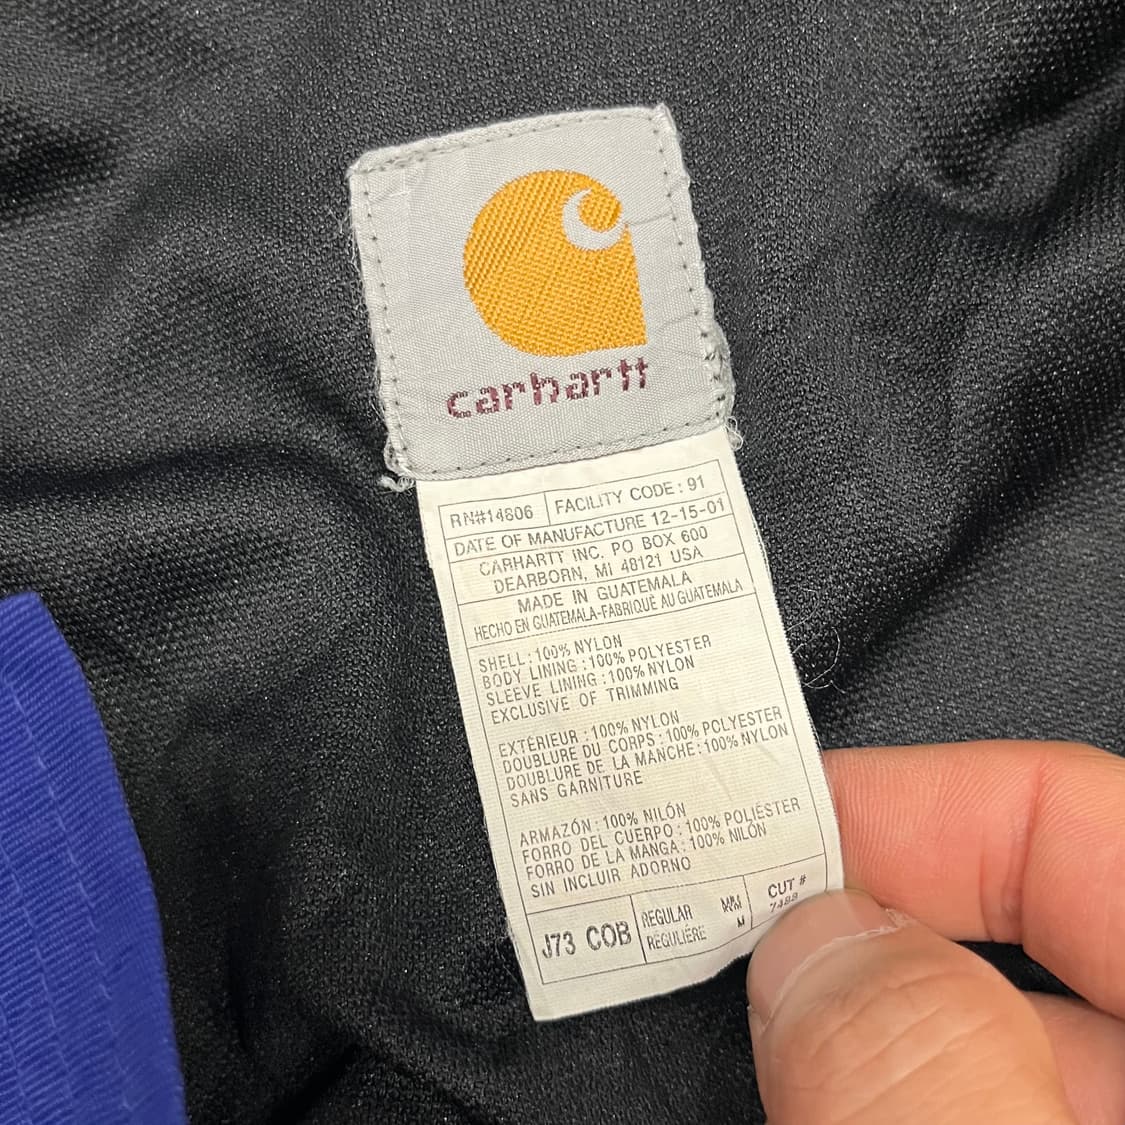 carhartt
RN#14806 FACILITY CODE : 91
DATE OF MANUFACTURE 12-15-01
CARHARTT INC. PO BOX 600
DEARBORN, MI 48121 USA
MADE IN GUATEMALA
HECHO EN GUATEMALA-FABRIQUÉ AU GUATEMALA
SHELL : 100% NYLON
BODY LINING : 100% POLYESTER
SLEEVE LINING : 100% NYLON
EXCLUSIVE OF TRIMMING
EXTÉRIEUR : 100% NYLON
DOUBLURE DU CORPS : 100% POLYESTER
DOUBLURE DE LA MANCHE : 100% NYLON
SANS GARNITURE
ARMAZÓN : 100% NILÓN
FORRO DEL CUERPO : 100% POLIÉSTER
FORRO DE LA MANGA : 100% NILÓN
SIN INCLUIR ADORNO
J73 COB REGULAR CUT #
RÉGULIÈRE M